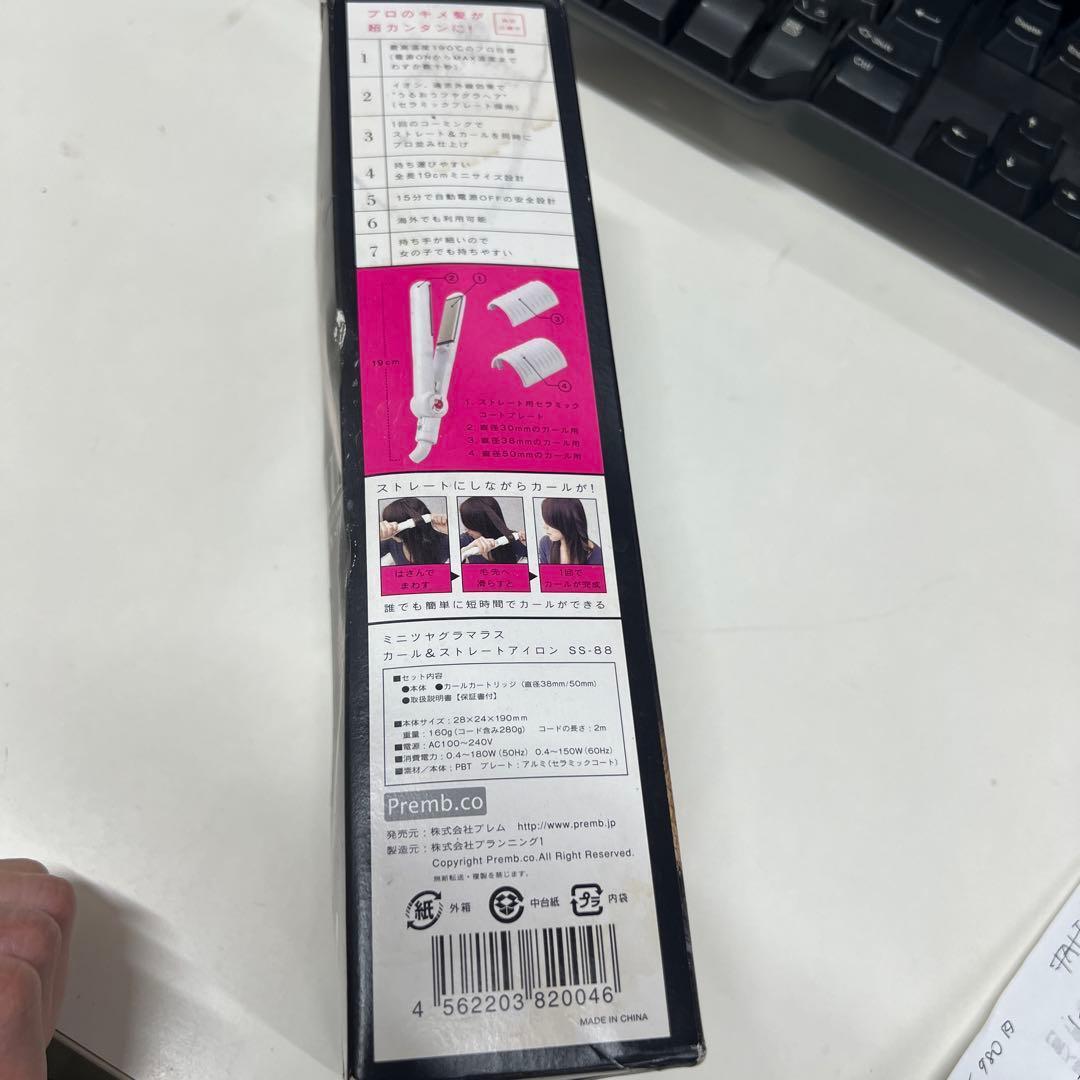 プロのキメ髪が
超カンタンに!
1 最高温度190℃のプロ仕様
(電源ONからMAX温度まで
わずか数十秒)
2 イオン、遠赤外線効果で
"うるおうツヤグラヘア"
(セラミックプレート採用)
3 1回のコーミングで
ストレート&カールを同時に
プロ並み仕上げ
4 持ち運びやすい
全長19cmミニサイズ設計
5 15分で自動電源OFFの安全設計
6 海外でも利用可能
7 持ち手が細いので
女の子でも持ちやすい
② ①
③
④
19cm
1. ストレート用セラミック
コートプレート
2. 直径30mmのカール用
3. 直径38mmのカール用
4. 直径50mmのカール用
ストレートにしながらカールが!
はさんで
まわす
毛先へ
滑らすと
1回で
カールが完成
誰でも簡単に短時間でカールができる
ミニツヤグラマラス
カール&ストレートアイロン SS-88
■セット内容
●本体 ●カールカートリッジ(直径38mm/50mm)
●取扱説明書【保証書付】
■本体サイズ:28×24×190mm
重量:160g(コード含み280g) コードの長さ:2m
■電源:AC100〜240V
■消費電力:0.4〜180W(50Hz) 0.4〜150W(60Hz)
■素材/本体:PBT プレート:アルミ(セラミックコート)
Premb.co
発売元:株式会社プレム http://www.premb.jp
製造元:株式会社プランニング1
Copyright Premb.co.All Right Reserved.
無断転送・複製を禁じます。
紙 外箱 中台紙 プラ 内袋
4 562203 820046
MADE IN CHINA
Enter
Shift
Ctrl
980円